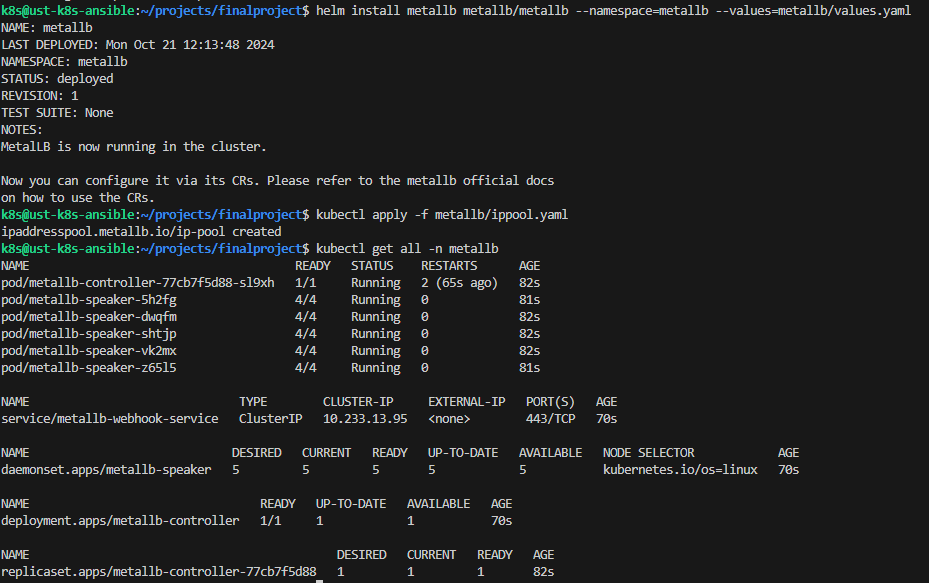 k8s@ust-k8s-ansible:~/projects/finalproject$ helm install metallb metallb/metallb --namespace=metallb --values=metallb/values.yaml
NAME: metallb
LAST DEPLOYED: Mon Oct 21 12:13:48 2024
NAMESPACE: metallb
STATUS: deployed
REVISION: 1
TEST SUITE: None
NOTES:
MetalLB is now running in the cluster.

Now you can configure it via its CRs. Please refer to the metallb official docs
on how to use the CRs.
k8s@ust-k8s-ansible:~/projects/finalproject$ kubectl apply -f metallb/ippool.yaml
ipaddresspool.metallb.io/ip-pool created
k8s@ust-k8s-ansible:~/projects/finalproject$ kubectl get all -n metallb
NAME READY STATUS RESTARTS AGE
pod/metallb-controller-77cb7f5d88-sl9xh 1/1 Running 2 (65s ago) 82s
pod/metallb-speaker-5h2fg 4/4 Running 0 81s
pod/metallb-speaker-dwqfm 4/4 Running 0 82s
pod/metallb-speaker-shtjp 4/4 Running 0 82s
pod/metallb-speaker-vk2mx 4/4 Running 0 82s
pod/metallb-speaker-z65l5 4/4 Running 0 81s

NAME TYPE CLUSTER-IP EXTERNAL-IP PORT(S) AGE
service/metallb-webhook-service ClusterIP 10.233.13.95 <none> 443/TCP 70s

NAME DESIRED CURRENT READY UP-TO-DATE AVAILABLE NODE SELECTOR AGE
daemonset.apps/metallb-speaker 5 5 5 5 5 kubernetes.io/os=linux 70s

NAME READY UP-TO-DATE AVAILABLE AGE
deployment.apps/metallb-controller 1/1 1 1 70s

NAME DESIRED CURRENT READY AGE
replicaset.apps/metallb-controller-77cb7f5d88 1 1 1 82s